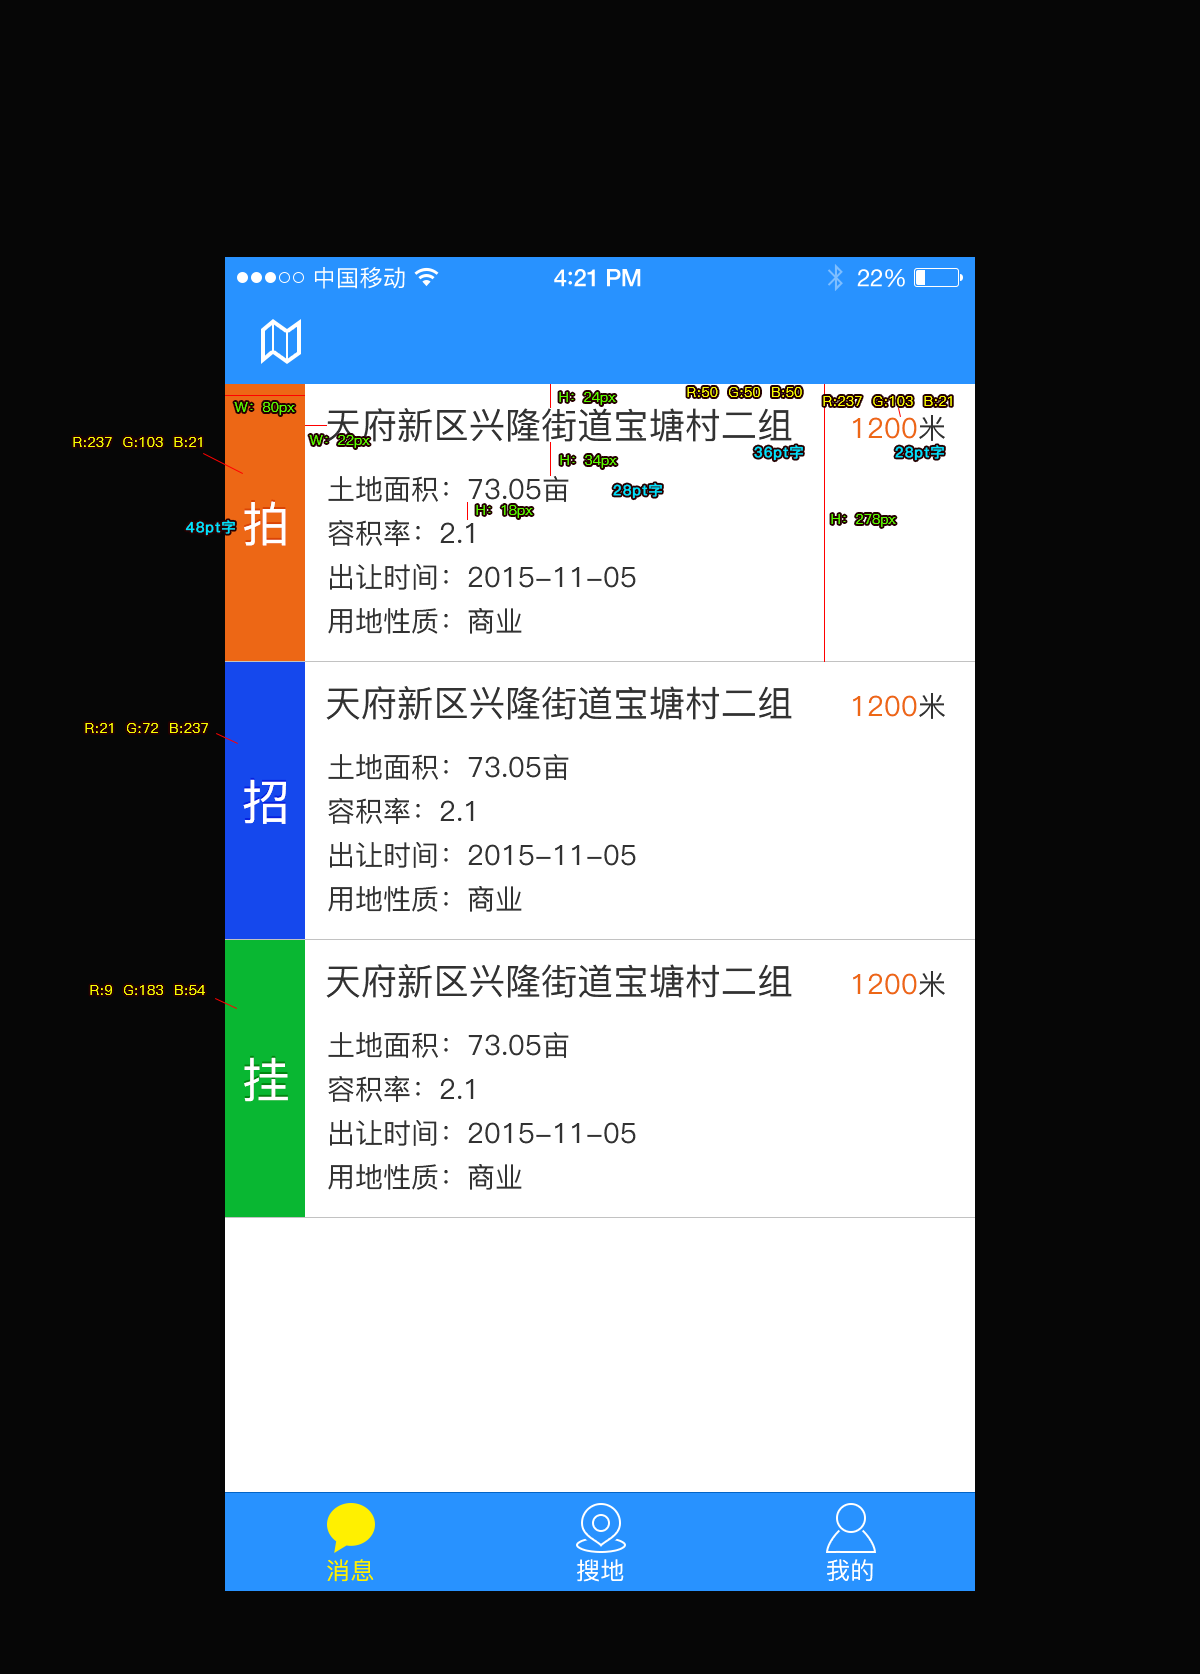 中国移动 4:21 PM 22%
W: 80px
H: 24px
R:50 G:50 B:50
R:237 G:103 B:21
天府新区兴隆街道宝塘村二组 1200米
W: 22px
R:237 G:103 B:21
36pt字
28pt字
H: 34px
土地面积：73.05亩
28pt字
H: 18px
H: 278px
48pt字
拍
容积率：2.1
出让时间：2015-11-05
用地性质：商业
天府新区兴隆街道宝塘村二组 1200米
R:21 G:72 B:237
土地面积：73.05亩
招
容积率：2.1
出让时间：2015-11-05
用地性质：商业
天府新区兴隆街道宝塘村二组 1200米
R:9 G:183 B:54
土地面积：73.05亩
挂
容积率：2.1
出让时间：2015-11-05
用地性质：商业
消息 搜地 我的